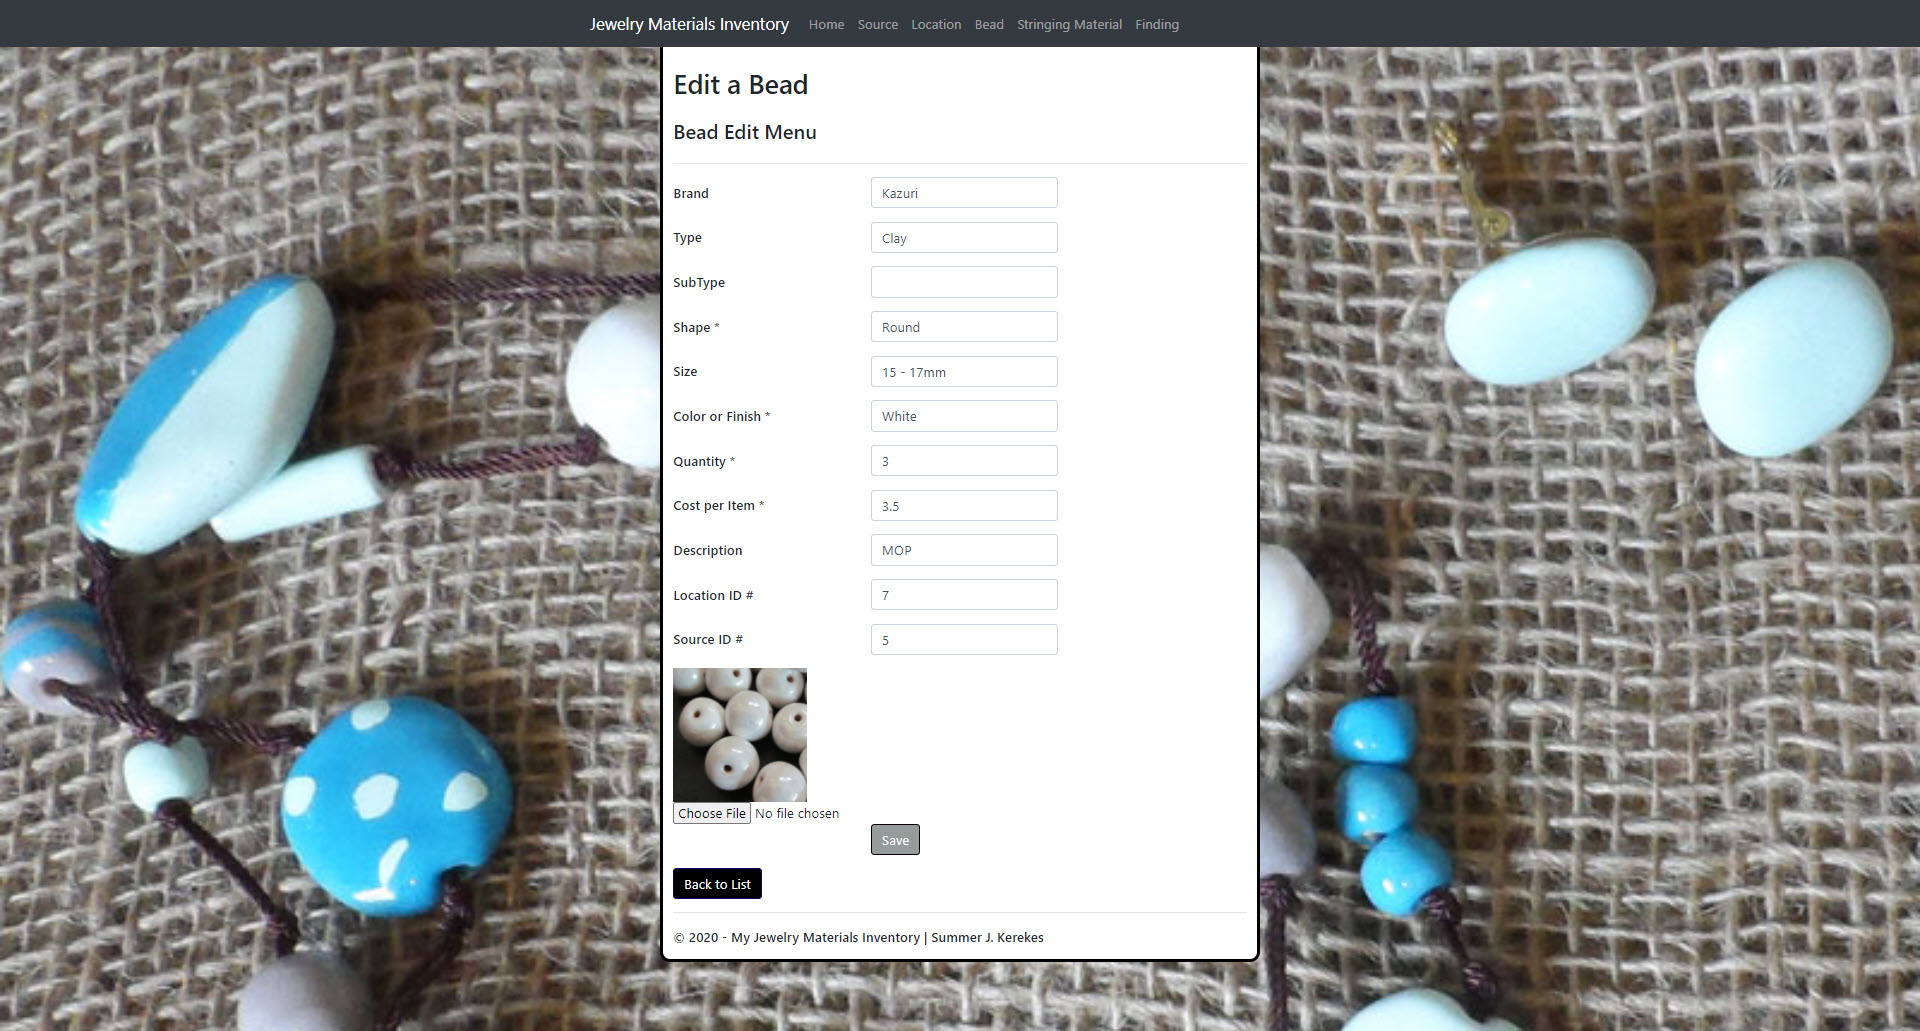 Jewelry Materials Inventory Home Source Location Bead Stringing Material Finding
Edit a Bead
Bead Edit Menu
Brand Kazuri
Type Clay
SubType
Shape * Round
Size 15 - 17mm
Color or Finish * White
Quantity * 3
Cost per Item * 3.5
Description MOP
Location ID # 7
Source ID # 5
Choose File No file chosen
Save
Back to List
© 2020 - My Jewelry Materials Inventory | Summer J. Kerekes